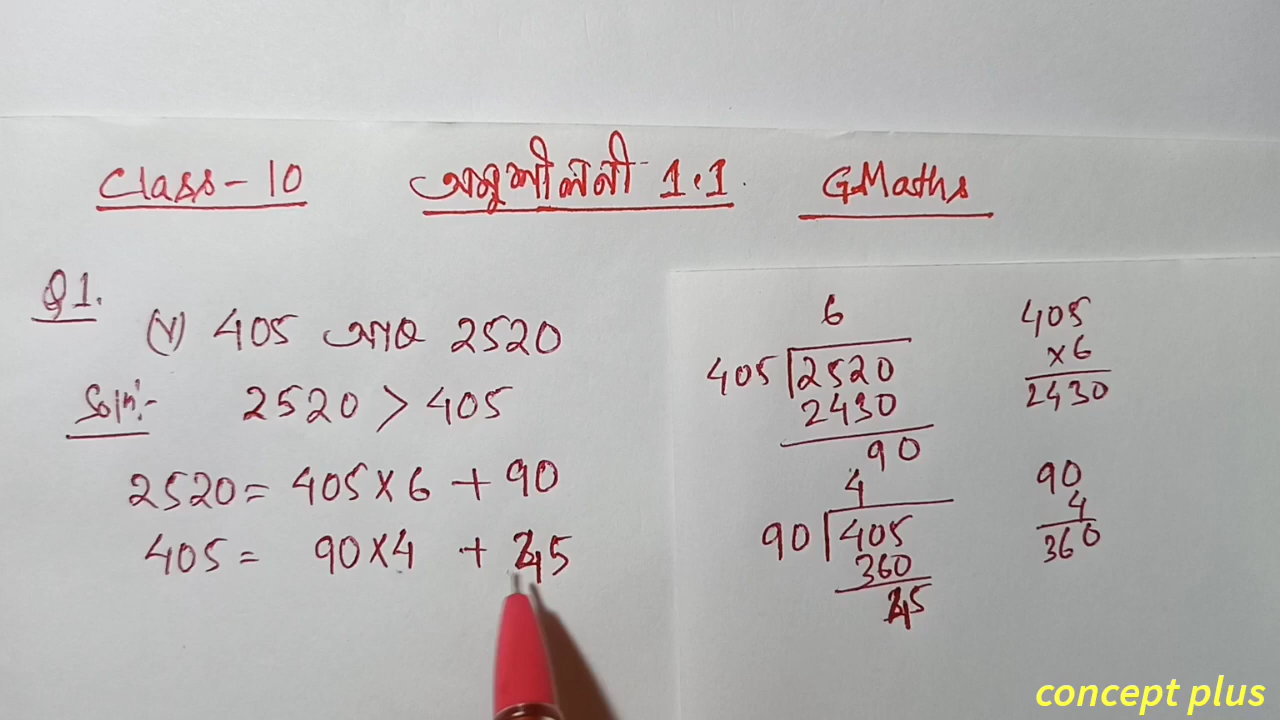 Class-10 অনুশীলনী 1.1. GMaths
Q1.
(v) 405 আৰু 2520
Soln:-
2520 > 405
2520 = 405 × 6 + 90
405 = 90 × 4 + 45
6
405 2520
2430
90
4
90 405
360
45
405
×6
2430
90
4
360
concept plus